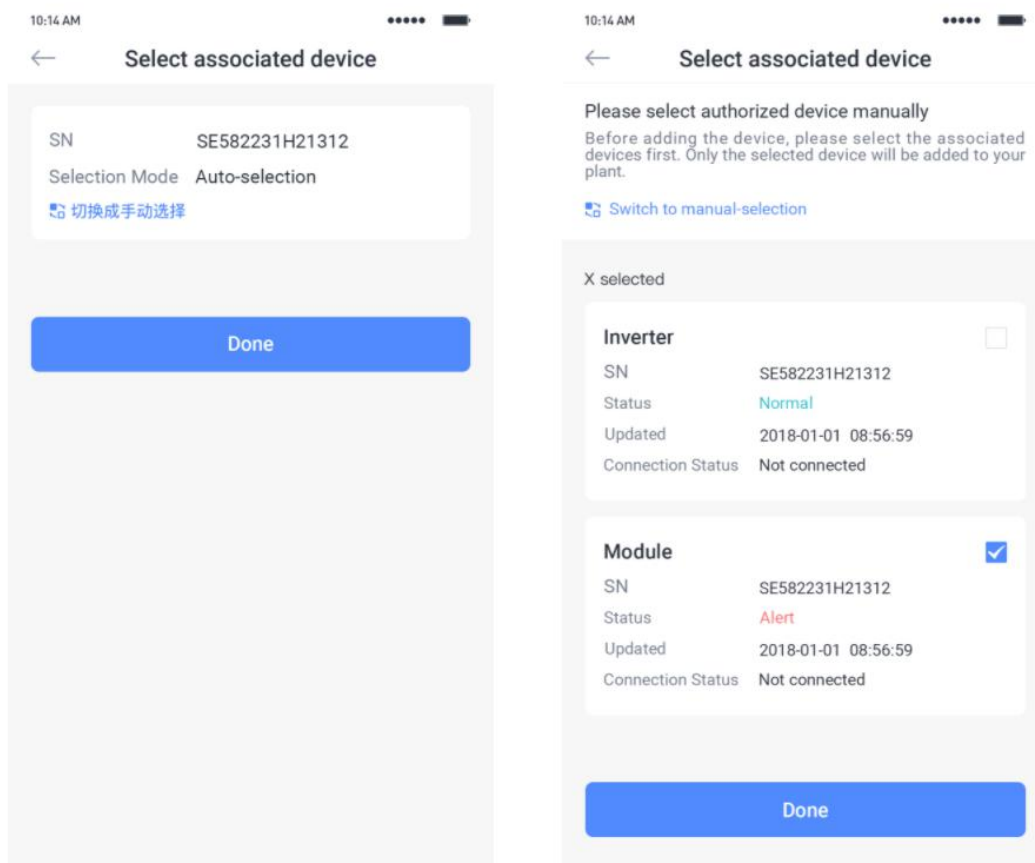 10:14 AM
Select associated device
SN SE582231H21312
Selection Mode Auto-selection
切换成手动选择
Done
10:14 AM
Select associated device
Please select authorized device manually
Before adding the device, please select the associated
devices first. Only the selected device will be added to your
plant.
Switch to manual-selection
X selected
Inverter
SN SE582231H21312
Status Normal
Updated 2018-01-01 08:56:59
Connection Status Not connected
Module
SN SE582231H21312
Status Alert
Updated 2018-01-01 08:56:59
Connection Status Not connected
Done